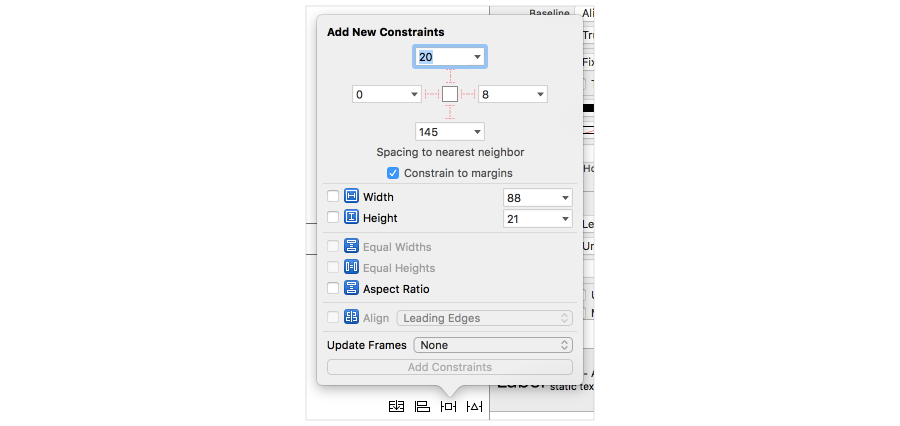 Baseline Ali
Add New Constraints
Tru
20
Fix
0
8
145
Spacing to nearest neighbor
Constrain to margins
Ho
Width
88
Height
21
Le
Equal Widths
Equal Heights
Aspect Ratio
Align
Leading Edges
Update Frames
None
Add Constraints
static tex